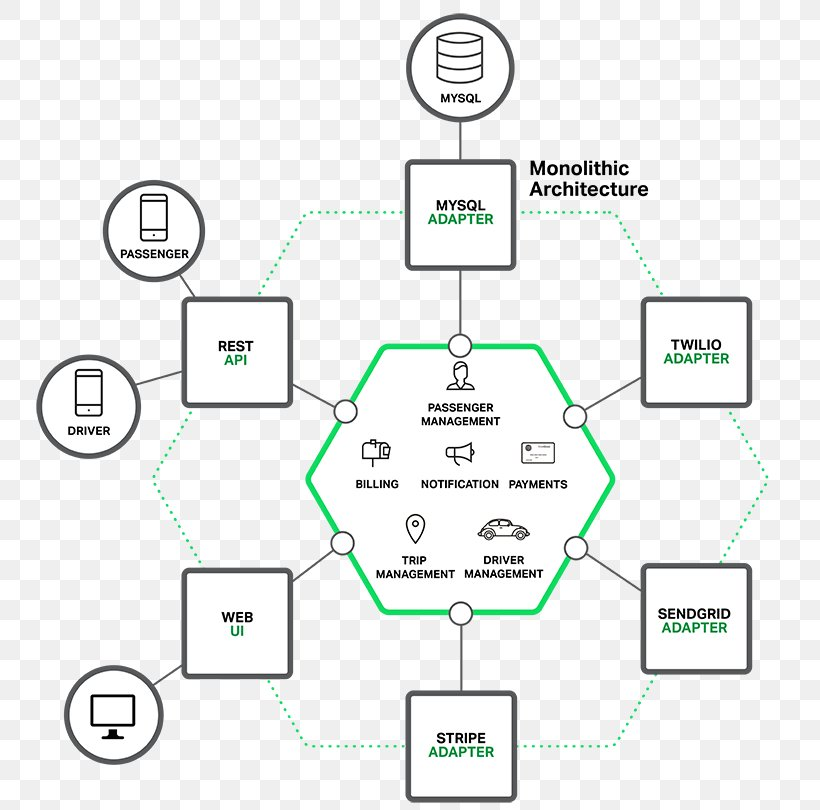 MYSQL
Monolithic
Architecture
MYSQL
ADAPTER
PASSENGER
REST
API
TWILIO
ADAPTER
DRIVER
PASSENGER
MANAGEMENT
BILLING
NOTIFICATION
PAYMENTS
TRIP
MANAGEMENT
DRIVER
MANAGEMENT
WEB
UI
SENDGRID
ADAPTER
STRIPE
ADAPTER